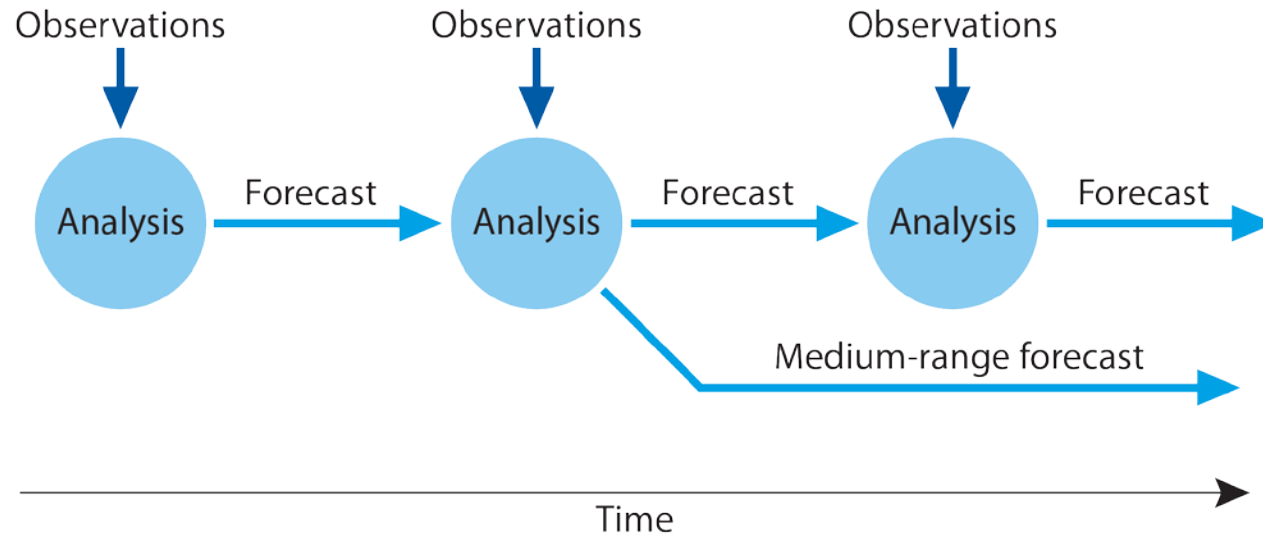 Observations
Observations
Observations
Analysis
Forecast
Analysis
Forecast
Analysis
Forecast
Medium-range forecast
Time